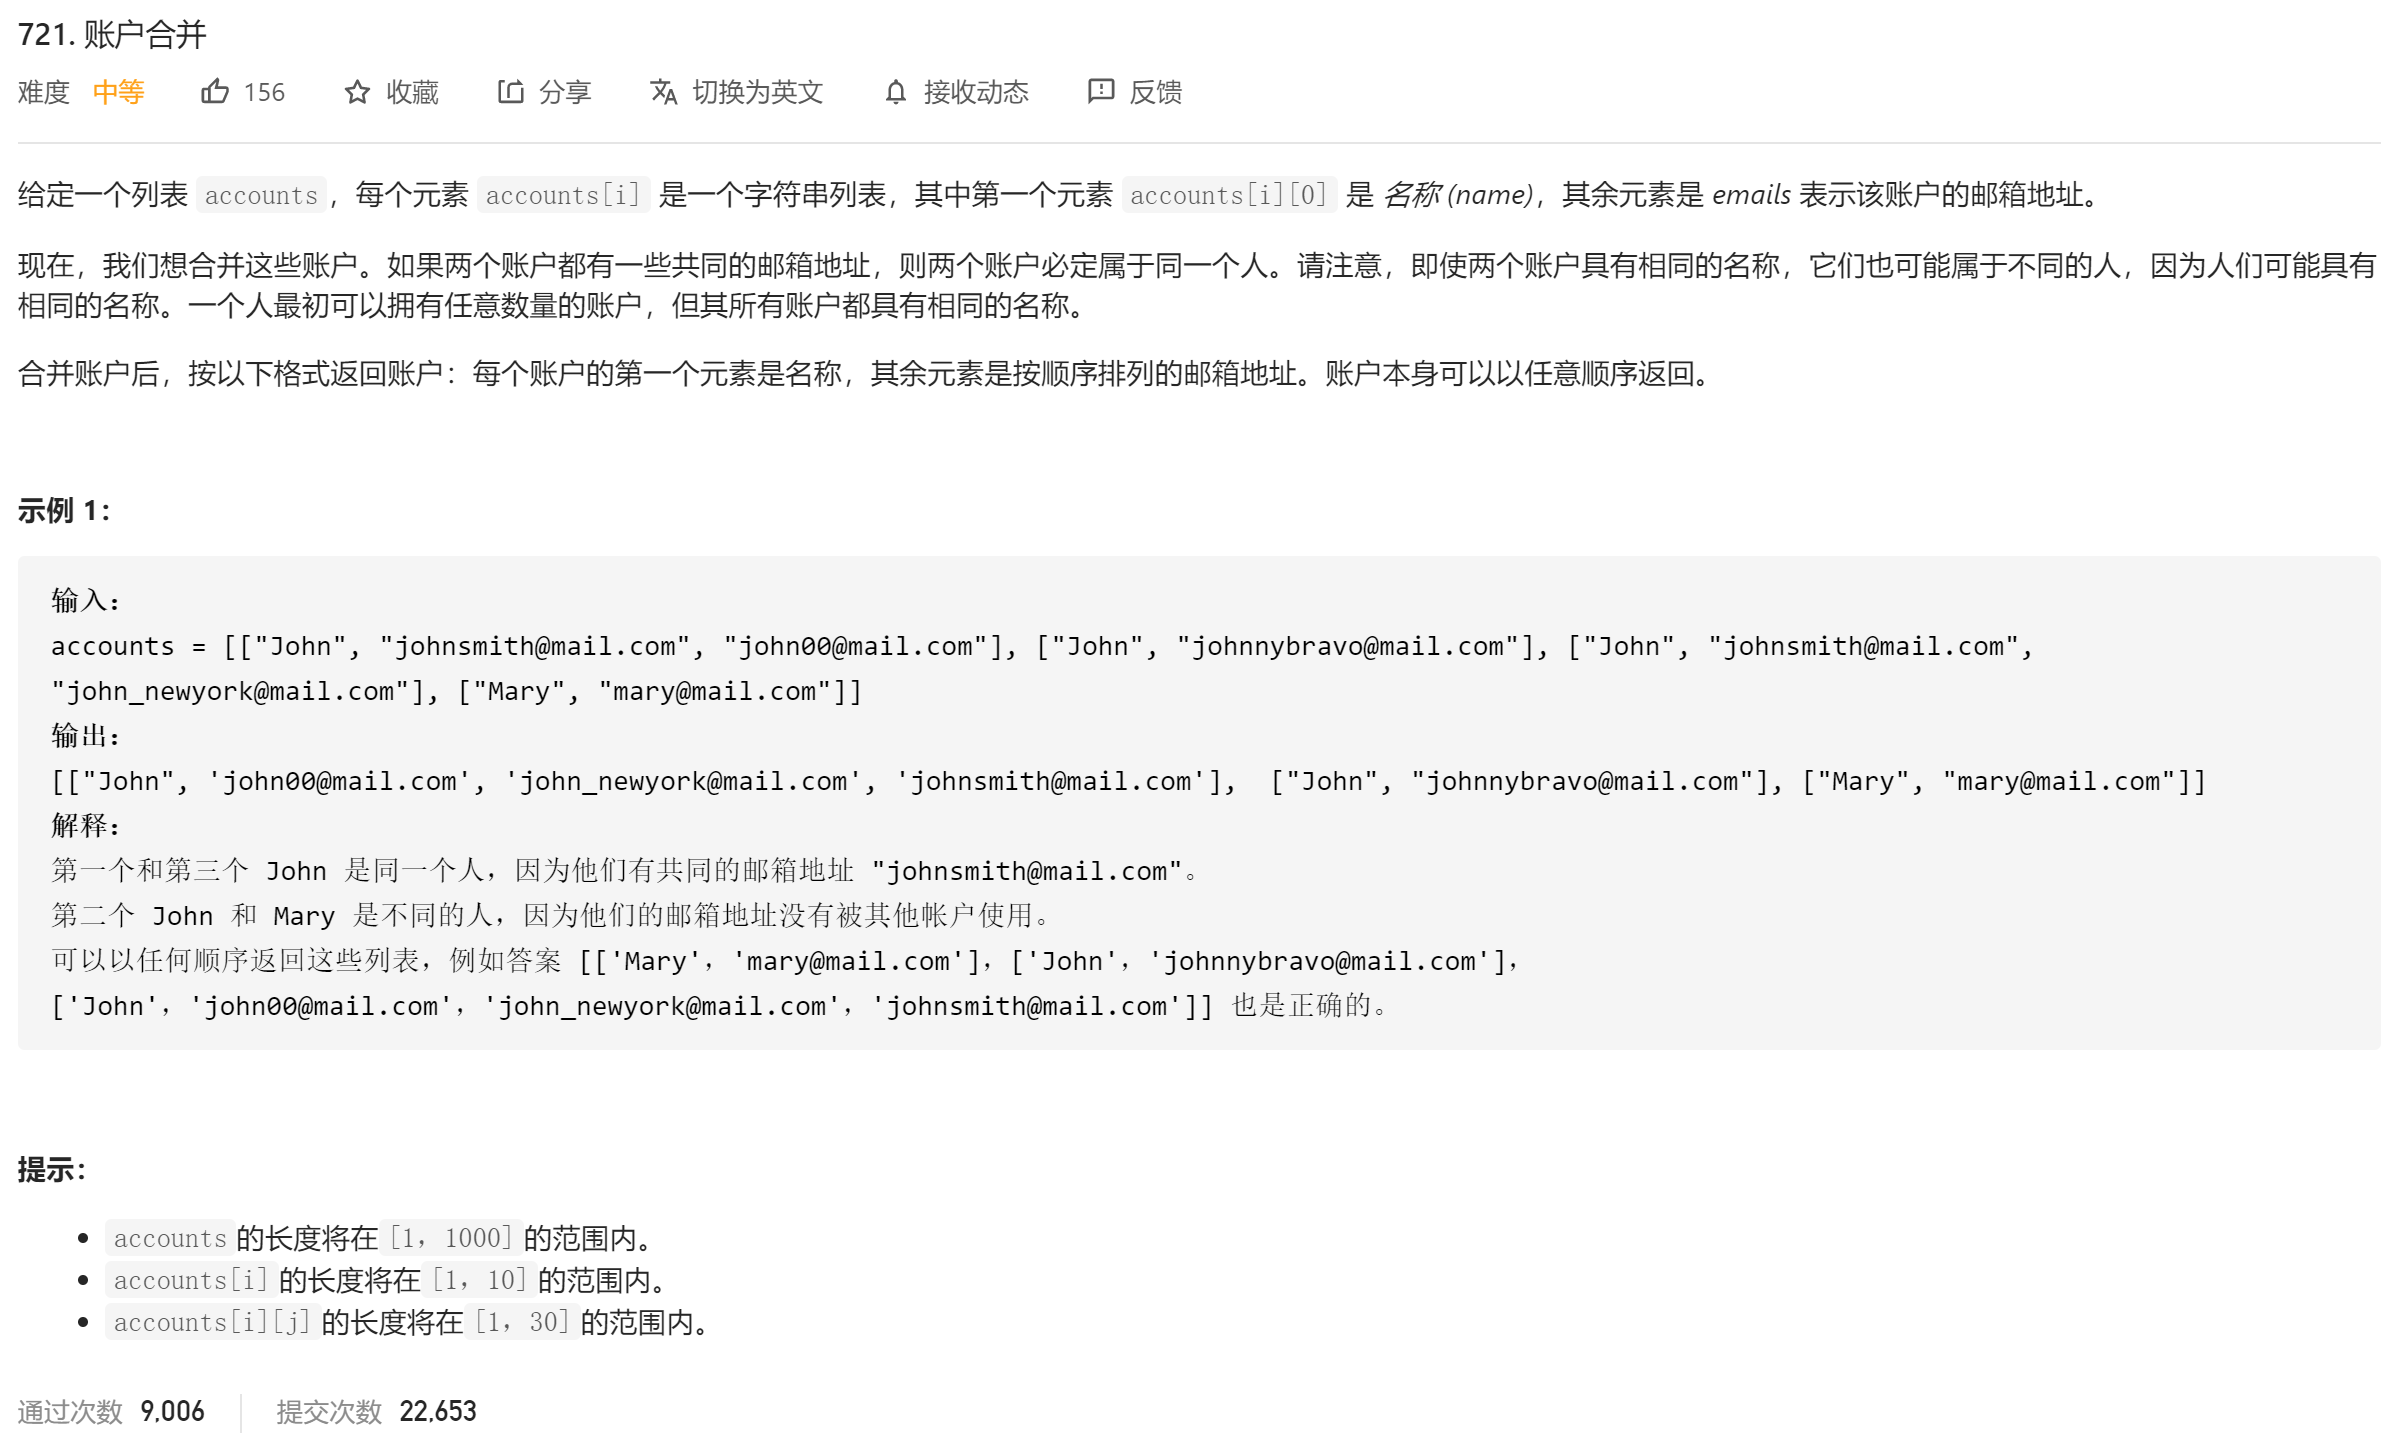 721. 账户合并
难度 中等 156 收藏 分享 切换为英文 接收动态 反馈
给定一个列表 accounts，每个元素 accounts[i] 是一个字符串列表，其中第一个元素 accounts[i][0] 是 名称 (name)，其余元素是 emails 表示该账户的邮箱地址。
现在，我们想合并这些账户。如果两个账户都有一些共同的邮箱地址，则两个账户必定属于同一个人。请注意，即使两个账户具有相同的名称，它们也可能属于不同的人，因为人们可能具有
相同的名称。一个人最初可以拥有任意数量的账户，但其所有账户都具有相同的名称。
合并账户后，按以下格式返回账户：每个账户的第一个元素是名称，其余元素是按顺序排列的邮箱地址。账户本身可以以任意顺序返回。
示例 1：
输入：
accounts = [["John", "johnsmith@mail.com", "john00@mail.com"], ["John", "johnnybravo@mail.com"], ["John", "johnsmith@mail.com",
"john_newyork@mail.com"], ["Mary", "mary@mail.com"]]
输出：
[["John", 'john00@mail.com', 'john_newyork@mail.com', 'johnsmith@mail.com'],  ["John", "johnnybravo@mail.com"], ["Mary", "mary@mail.com"]]
解释：
第一个和第三个 John 是同一个人，因为他们有共同的邮箱地址 "johnsmith@mail.com"。
第二个 John 和 Mary 是不同的人，因为他们的邮箱地址没有被其他帐户使用。
可以以任何顺序返回这些列表，例如答案 [['Mary'，'mary@mail.com']，['John'，'johnnybravo@mail.com']，
['John'，'john00@mail.com'，'john_newyork@mail.com'，'johnsmith@mail.com']] 也是正确的。
提示：
• accounts的长度将在[1，1000]的范围内。
• accounts[i]的长度将在[1，10]的范围内。
• accounts[i][j]的长度将在[1，30]的范围内。
通过次数 9,006 提交次数 22,653